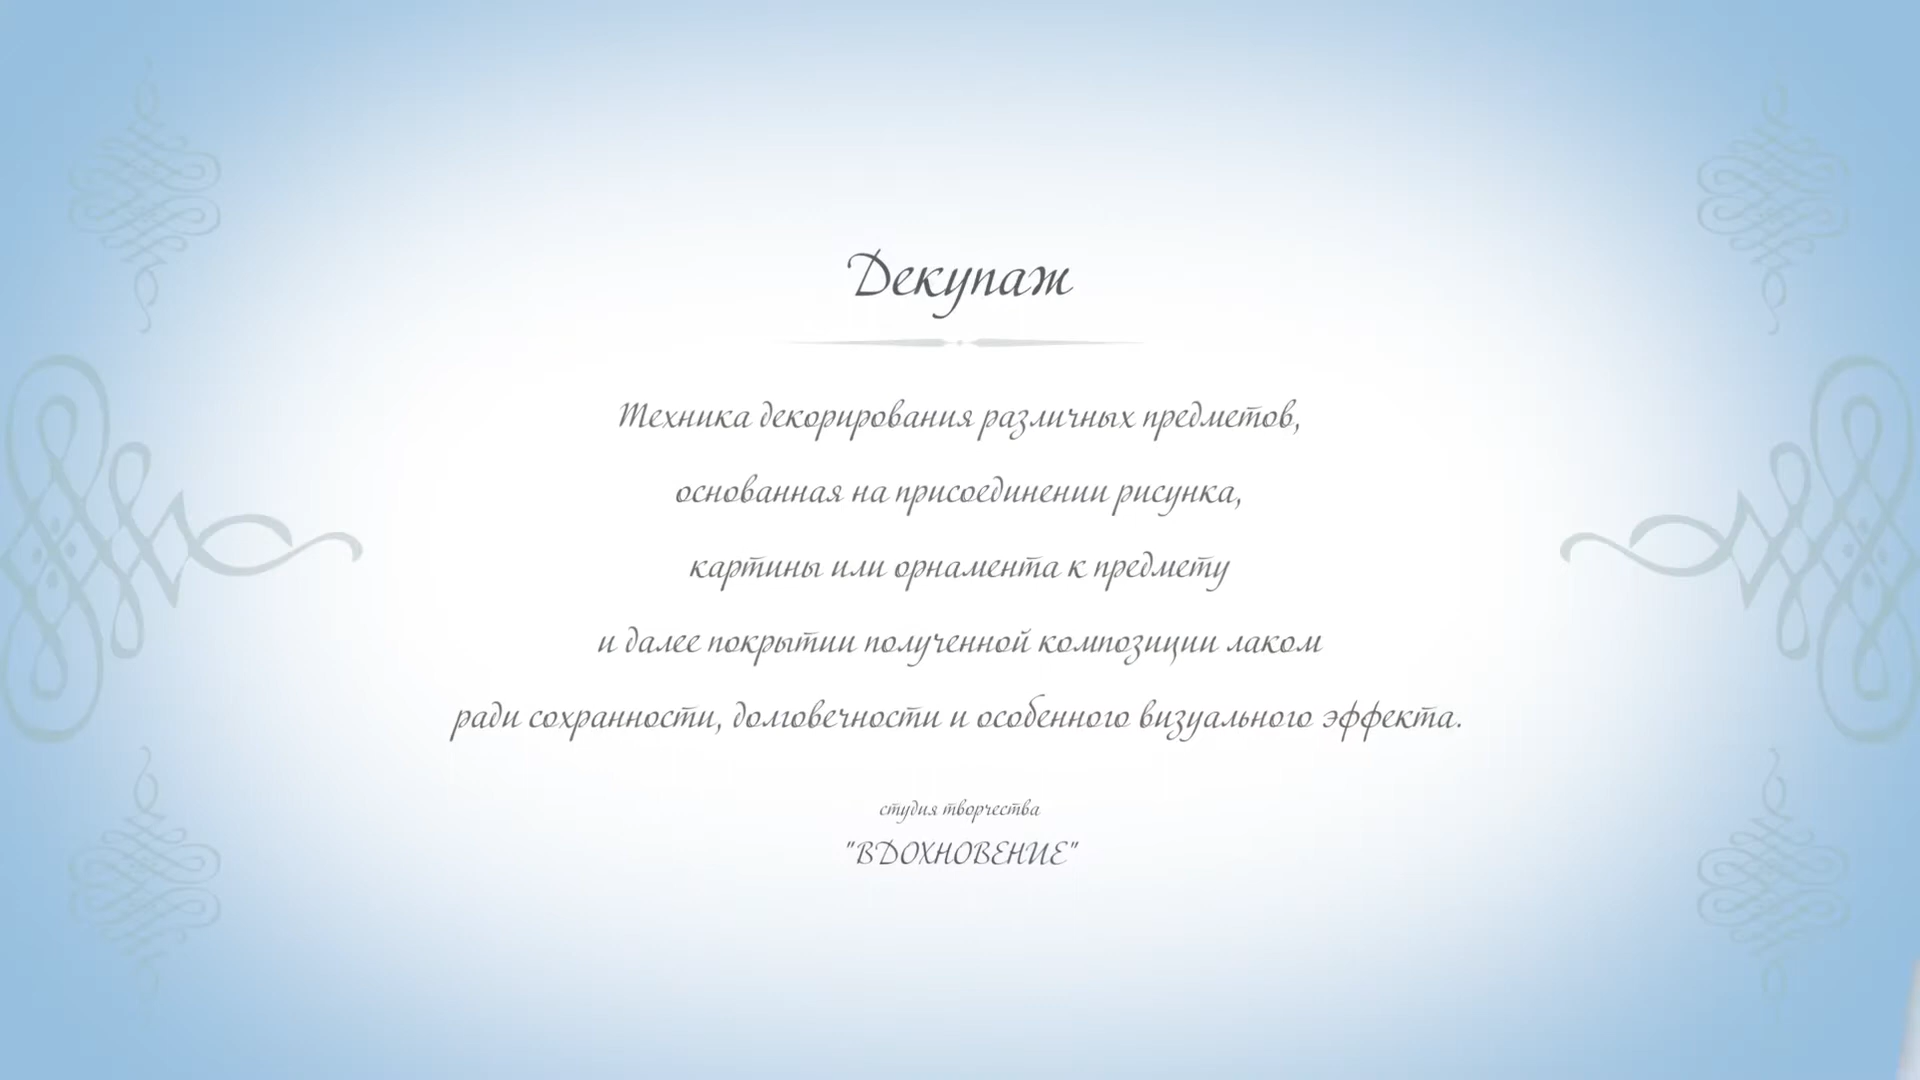 Декупаж
Техника декорирования различных предметов,
основанная на присоединении рисунка,
картины или орнамента к предмету
и далее покрытии полученной композиции лаком
ради сохранности, долговечности и особенного визуального эффекта.
студия творчества
"ВДОХНОВЕНИЕ"